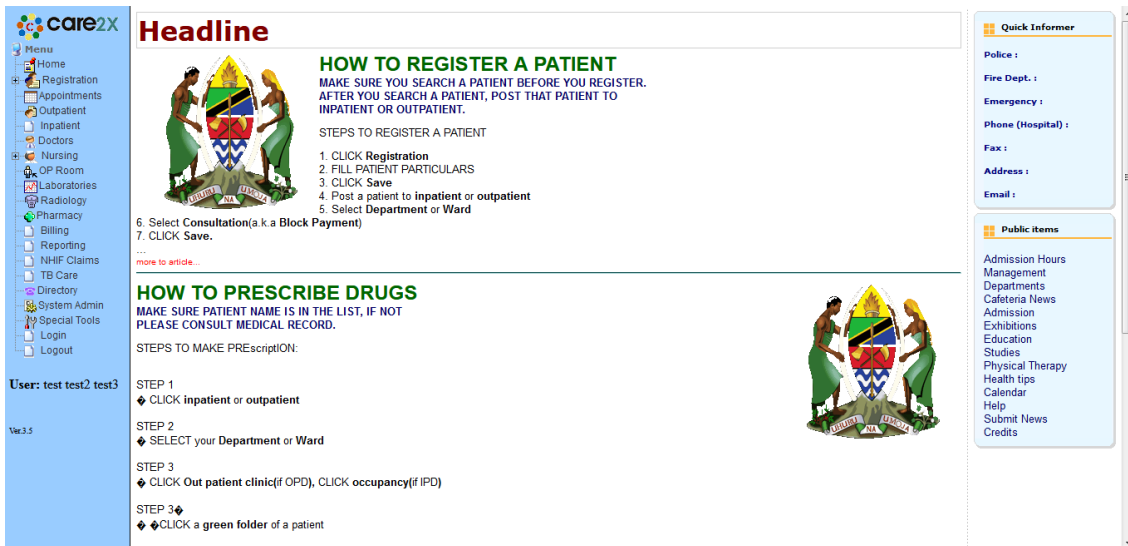 care2x
Menu
Home
Registration
Appointments
Outpatient
Inpatient
Doctors
Nursing
OP Room
Laboratories
Radiology
Pharmacy
Billing
Reporting
NHIF Claims
TB Care
Directory
System Admin
Special Tools
Login
Logout
User: test test2 test3
Ver.3.5
Headline
HOW TO REGISTER A PATIENT
MAKE SURE YOU SEARCH A PATIENT BEFORE YOU REGISTER.
AFTER YOU SEARCH A PATIENT, POST THAT PATIENT TO
INPATIENT OR OUTPATIENT.
STEPS TO REGISTER A PATIENT
1. CLICK Registration
2. FILL PATIENT PARTICULARS
3. CLICK Save
4. Post a patient to inpatient or outpatient
5. Select Department or Ward
6. Select Consultation(a.k.a Block Payment)
7. CLICK Save.
...
more to article...
UHURU NA UMOJA
HOW TO PRESCRIBE DRUGS
MAKE SURE PATIENT NAME IS IN THE LIST, IF NOT
PLEASE CONSULT MEDICAL RECORD.
STEPS TO MAKE PREscriptION:
STEP 1
� CLICK inpatient or outpatient
STEP 2
� SELECT your Department or Ward
STEP 3
� CLICK Out patient clinic(if OPD), CLICK occupancy(if IPD)
STEP 3�
� �CLICK a green folder of a patient
UHURU NA UMOJA
Quick Informer
Police :
Fire Dept. :
Emergency :
Phone (Hospital) :
Fax :
Address :
Email :
Public items
Admission Hours
Management
Departments
Cafeteria News
Admission
Exhibitions
Education
Studies
Physical Therapy
Health tips
Calendar
Help
Submit News
Credits